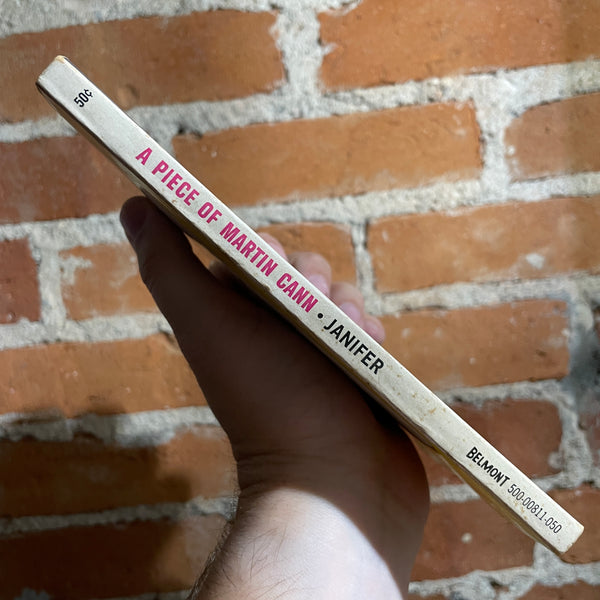 50¢ A PIECE OF MARTIN CANN • JANIFER BELMONT 500-00811-050